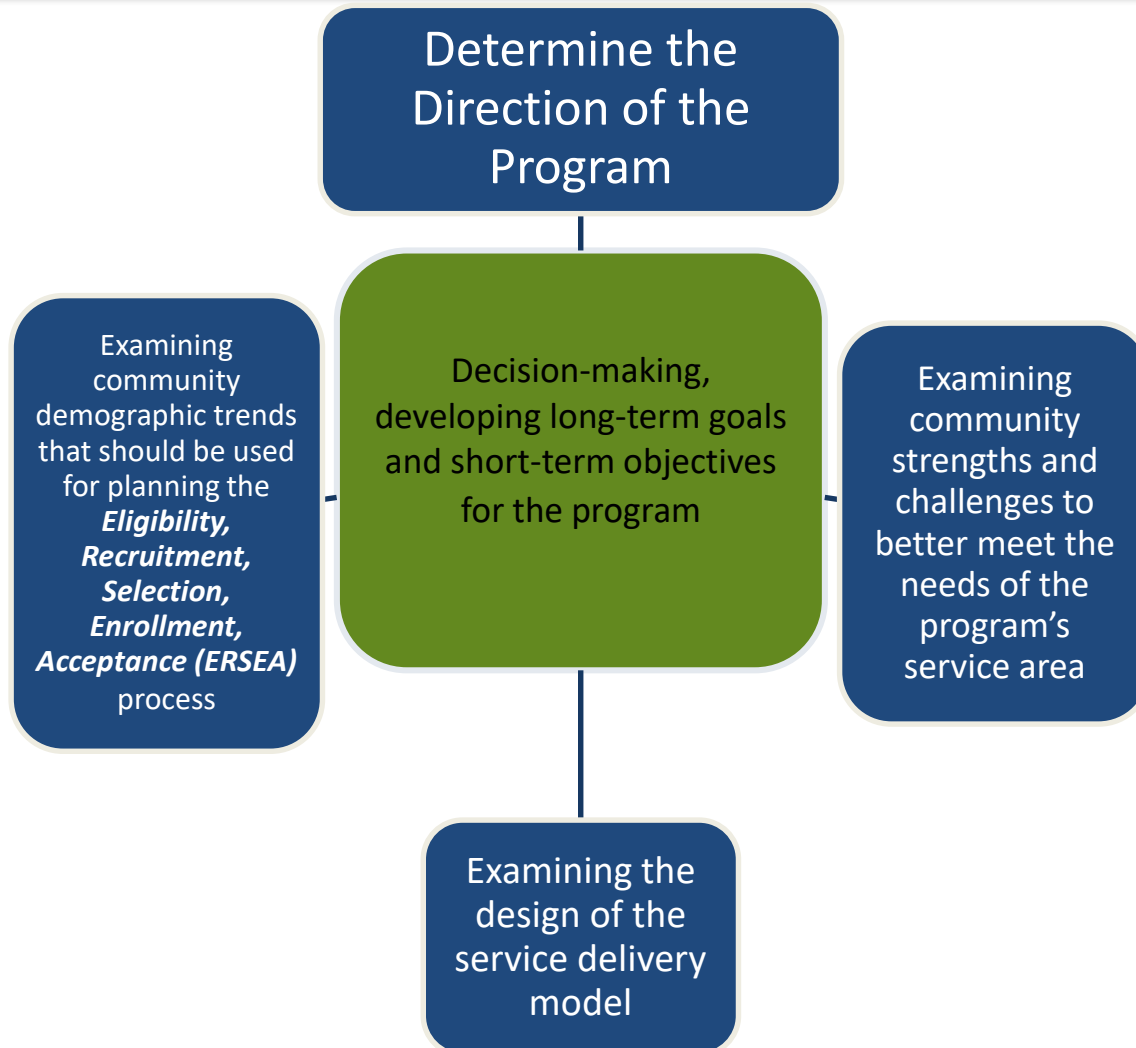 Determine the
Direction of the
Program
Examining
community
demographic trends
that should be used
for planning the
Eligibility,
Recruitment,
Selection,
Enrollment,
Acceptance (ERSEA)
process
Decision-making,
developing long-term goals
and short-term objectives
for the program
Examining
community
strengths and
challenges to
better meet the
needs of the
program’s
service area
Examining the
design of the
service delivery
model